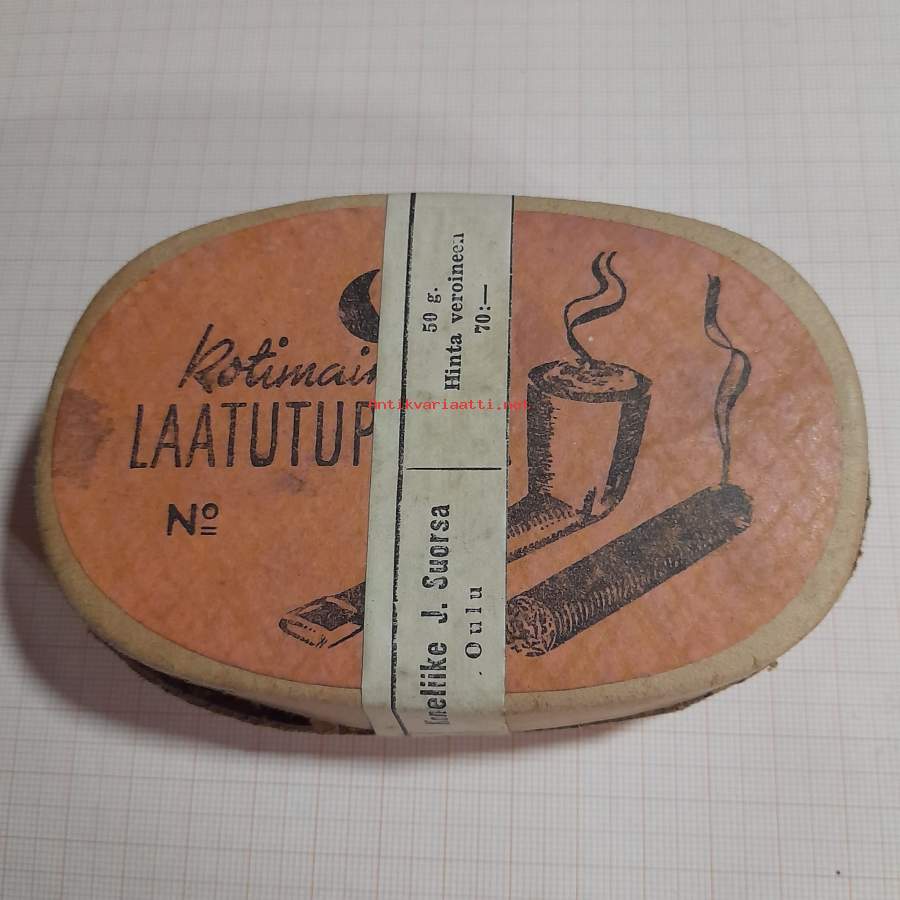 Kotimain
LAATUTUP
No
50 g.
Hinta veroineen
70:—
J. Suorsa
Oulu
antikvariaatti.net